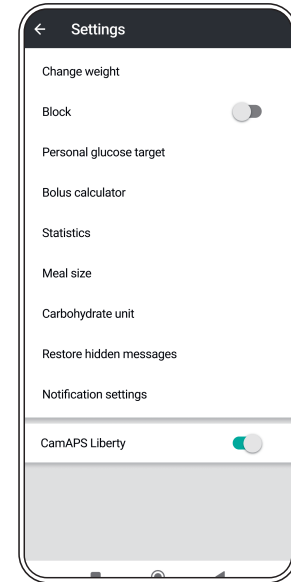 Settings
Change weight
Block
Personal glucose target
Bolus calculator
Statistics
Meal size
Carbohydrate unit
Restore hidden messages
Notification settings
CamAPS Liberty